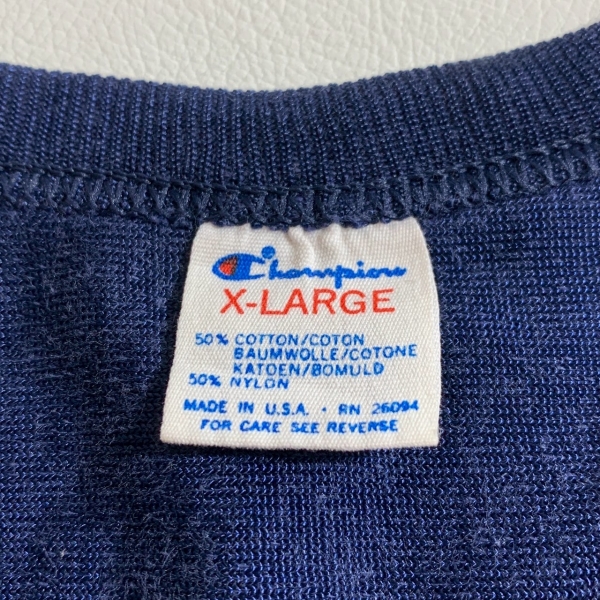 Champion
X-LARGE
50% COTTON/COTON
BAUMWOLLE/COTONE
KATOEN/BOMULD
50% NYLON
MADE IN U.S.A. · RN 26094
FOR CARE SEE REVERSE